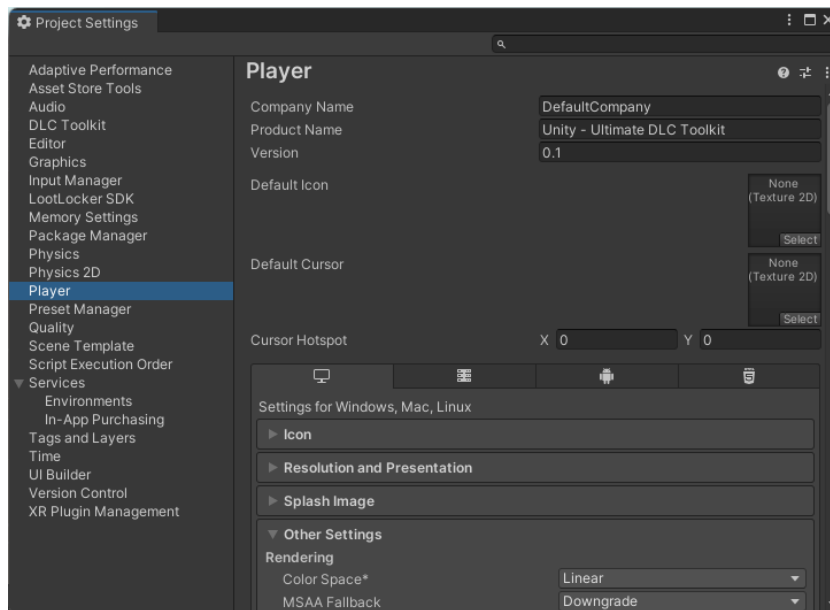 Project Settings
Adaptive Performance
Asset Store Tools
Audio
DLC Toolkit
Editor
Graphics
Input Manager
LootLocker SDK
Memory Settings
Package Manager
Physics
Physics 2D
Player
Preset Manager
Quality
Scene Template
Script Execution Order
Services
Environments
In-App Purchasing
Tags and Layers
Time
UI Builder
Version Control
XR Plugin Management
Player
Company Name DefaultCompany
Product Name Unity - Ultimate DLC Toolkit
Version 0.1
Default Icon
None
(Texture 2D)
Select
Default Cursor
None
(Texture 2D)
Select
Cursor Hotspot X 0 Y 0
Settings for Windows, Mac, Linux
Icon
Resolution and Presentation
Splash Image
Other Settings
Rendering
Color Space* Linear
MSAA Fallback Downgrade